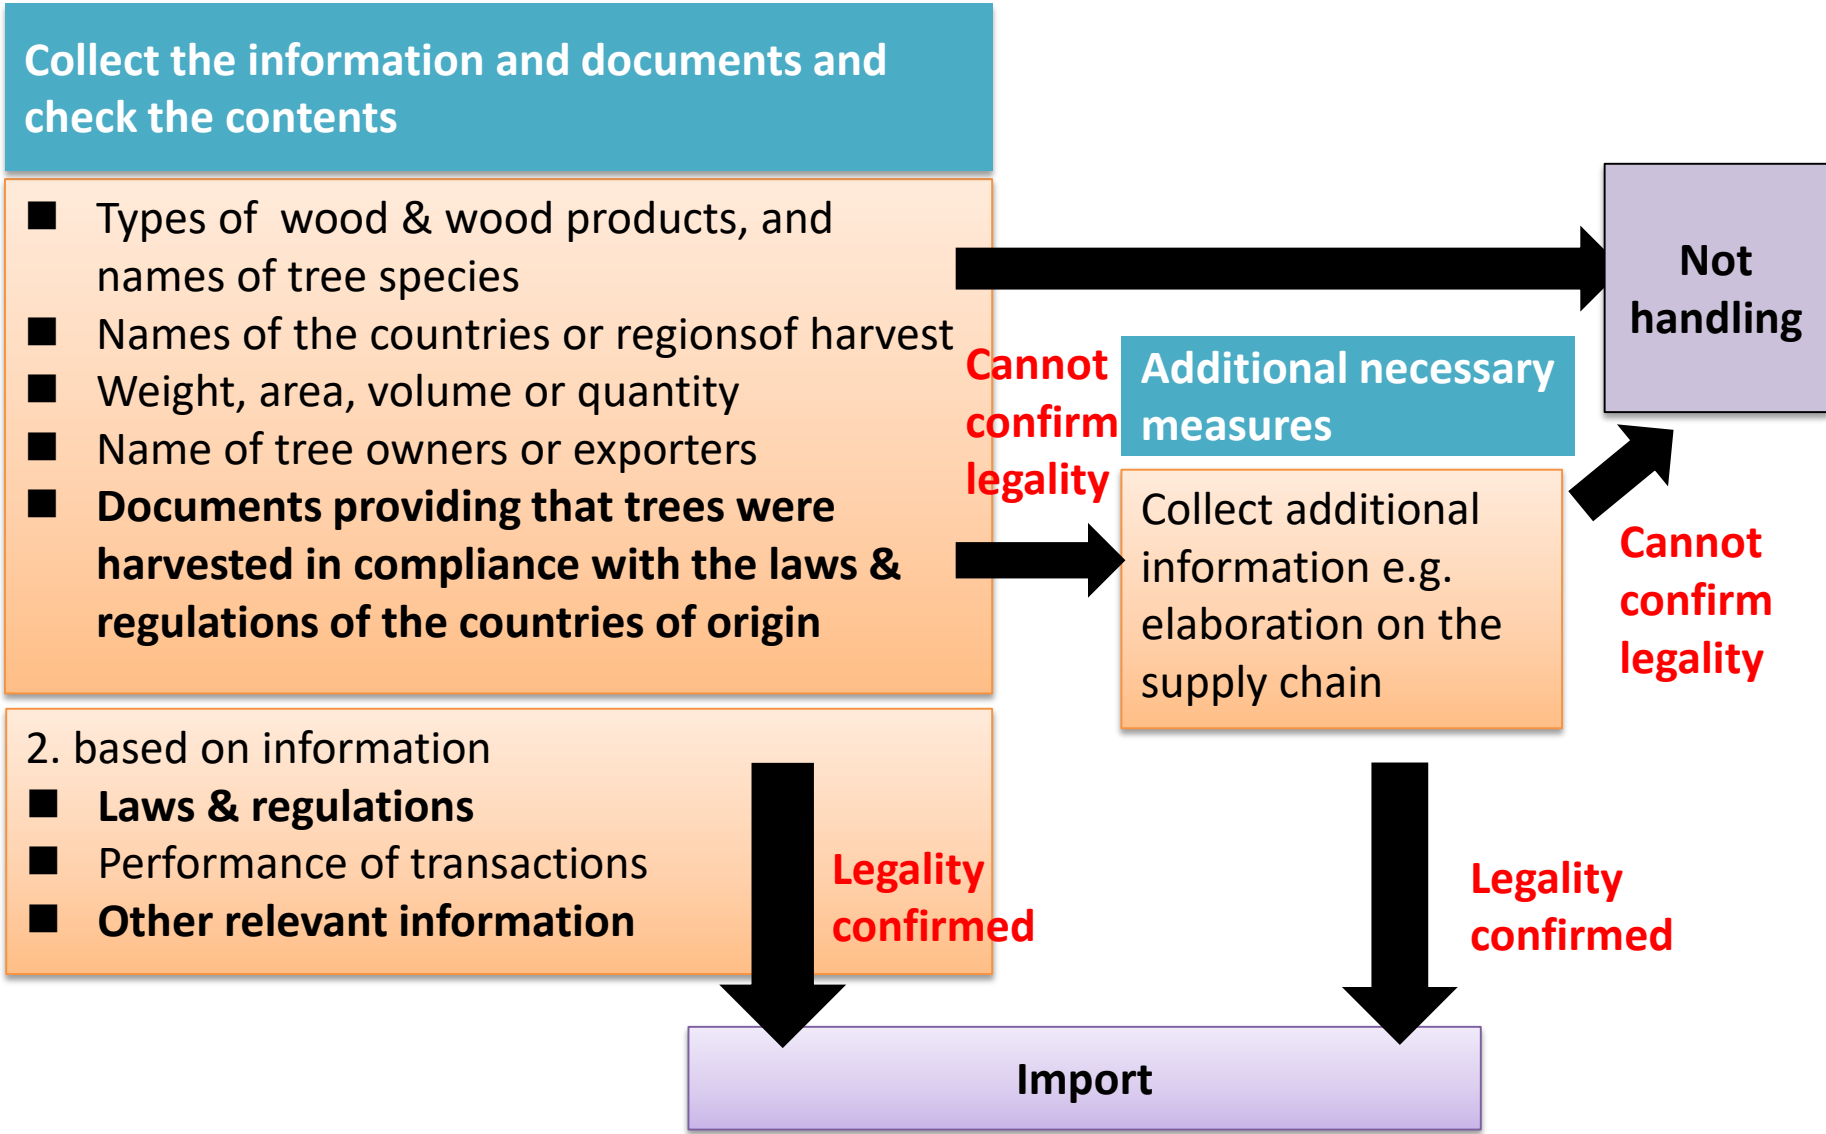 Collect the information and documents and
check the contents
■ Types of wood & wood products, and
names of tree species
■ Names of the countries or regionsof harvest
■ Weight, area, volume or quantity
■ Name of tree owners or exporters
■ Documents providing that trees were
harvested in compliance with the laws &
regulations of the countries of origin
2. based on information
■ Laws & regulations
■ Performance of transactions
■ Other relevant information
Cannot
confirm
legality
Additional necessary
measures
Collect additional
information e.g.
elaboration on the
supply chain
Not
handling
Cannot
confirm
legality
Legality
confirmed
Legality
confirmed
Import